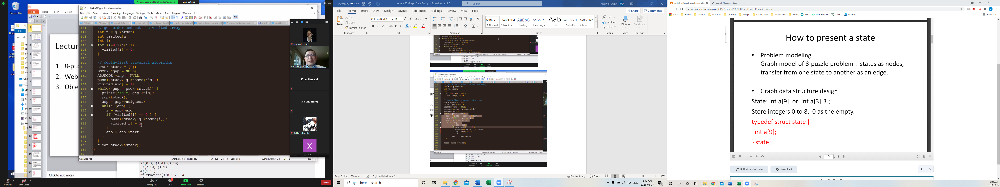 You are viewing Hongbing Fan's screen
View Options
View
Recycle Bin
C:\cp264\a10\graph.c - Notepad++
File Edit Search View Encoding Language Settings Tools Macro Run Plugins Window ?
X
File Home Insert Design
141 // get order and set the visited array
142 int n = g->order;
143 int visited[n];
144 int i;
145 for (i=0;i<n;i++) {
146 visited[i] = 0;
147 }
148
149 // depth-first traversal algorithm
150 STACK stack = {0};
151 GNODE *gnp = NULL;
152 ADJNODE *anp = NULL;
153 push(&stack, g->nodes[nid]);
154 visited[nid] = 1;
155 while((gnp = peek(&stack))){
156 printf("%d ", gnp->nid);
157 pop(&stack);
158 anp = gnp->neighbor;
159 while (anp) {
160 i = anp->nid;
161 if (visited[i] == 0 ) {
162 push(&stack, g->nodes[i]);
163 visited[i] = 1;
164 }
165 anp = anp->next;
166 }
167 }
168 clean_stack(&stack);
169 }
170
C source file
length : 5,185 lines : 250
Ln : 125 Col : 18 Sel : 0 | 0
Windows (CR LF)
UTF-8
INS
Lectur
1. 8-puz
2. Web
3. Obje
2:(0 3) (1 4) (3 10)
3:(2 10) (1 9)
4:(1 11)
bf_traverse():0 1 2 3 4
Click to add notes
Maxwell Dann
Hongbing Fan
Kiran Persaud
Sin Chunfung
Aditya Khandke
X
Unmute
Start Video
106
Participants
Chat
Share Screen
Reactions
Leave
AutoSave Off
Lecture 35 Graph Case Study - Saved to this PC
Search
Maxwell Dann
MD
File Home Insert Draw Design Layout References Mailings Review View Help
Share
Comments
Paste
Cut
Copy
Format Painter
Clipboard
Calibri (Body)
11
Font
Paragraph
AaBbCcDd
¶ Normal
AaBbCcDd
¶ No Spac...
AaBbCc
Heading 1
AaBbCcD
Heading 2
AaB
Title
AaBbCcD
Subtitle
AaBbCcDd
Subtle Em...
Styles
Find
Replace
Select
Editing
Dictate
Voice
Sensitivity
Sensitivity
Page 3 of 3
208 words
English (United States)
Display Settings
Focus
100%
Type here to search
ENG
8:39 AM
2021-04-07
Launch Meeting - Zoom
mylearningspace.wlu.ca/d2l/le/content/367008/viewContent/2459215/View
Apps School CP Stuff Don Stuff Cooking Google Coding Stuff Networking Video Mint Gym Booking KWRC Outlook
Reading list
How to present a state
• Problem modeling
Graph model of 8-puzzle problem : states as nodes,
transfer from one state to another as an edge.
• Graph data structure design
State: int a[9] or int a[3][3];
Store integers 0 to 8, 0 as the empty.
typedef struct state {
int a[9];
} state;
5 / 17
Reflect in ePortfolio
Download
8:39 AM
2021-04-07